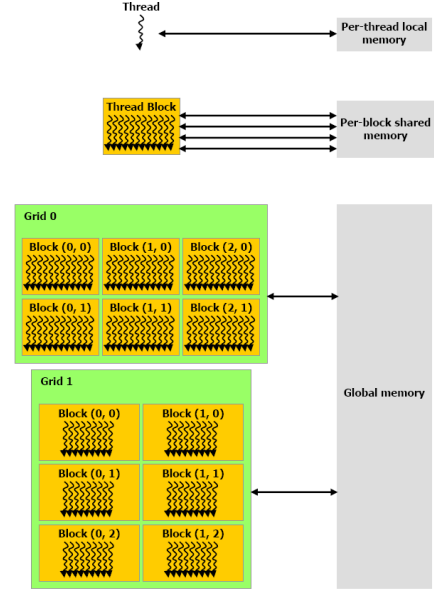 Thread
Per-thread local
memory
Thread Block
Per-block shared
memory
Grid 0
Block (0, 0) Block (1, 0) Block (2, 0)
Block (0, 1) Block (1, 1) Block (2, 1)
Grid 1
Global memory
Block (0, 0) Block (1, 0)
Block (0, 1) Block (1, 1)
Block (0, 2) Block (1, 2)